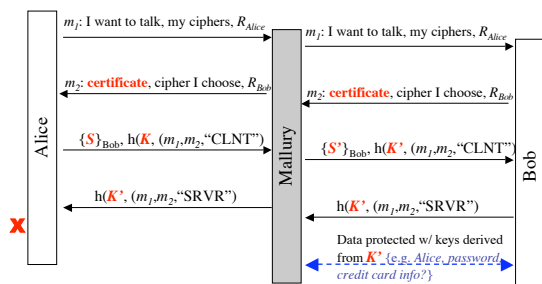 m1: I want to talk, my ciphers, RAlice
m1: I want to talk, my ciphers, RAlice
m2: certificate, cipher I choose, RBob
m2: certificate, cipher I choose, RBob
Alice
Mallury
Bob
{S}Bob, h(K, (m1,m2,“CLNT”)
{S’}Bob, h(K’, (m1,m2,“CLNT”)
h(K’, (m1,m2,“SRVR”)
h(K’, (m1,m2,“SRVR”)
X
Data protected w/ keys derived
from K’ {e.g. Alice, password,
credit card info?}